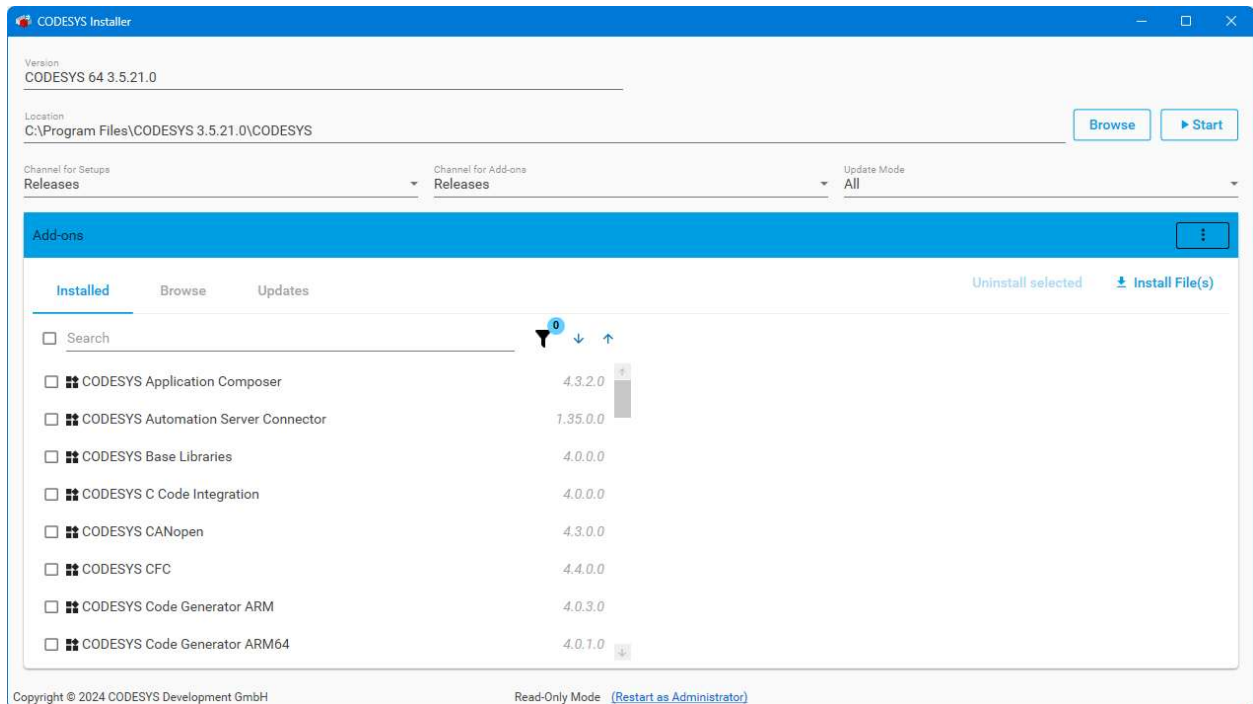 CODESYS Installer
Version
CODESYS 64 3.5.21.0
Location
C:\Program Files\CODESYS 3.5.21.0\CODESYS
Browse
Start
Channel for Setups
Releases
Channel for Add-ons
Releases
Update Mode
All
Add-ons
Installed Browse Updates
Uninstall selected
Install File(s)
Search
0
CODESYS Application Composer 4.3.2.0
CODESYS Automation Server Connector 1.35.0.0
CODESYS Base Libraries 4.0.0.0
CODESYS C Code Integration 4.0.0.0
CODESYS CANopen 4.3.0.0
CODESYS CFC 4.4.0.0
CODESYS Code Generator ARM 4.0.3.0
CODESYS Code Generator ARM64 4.0.1.0
Copyright © 2024 CODESYS Development GmbH
Read-Only Mode (Restart as Administrator)